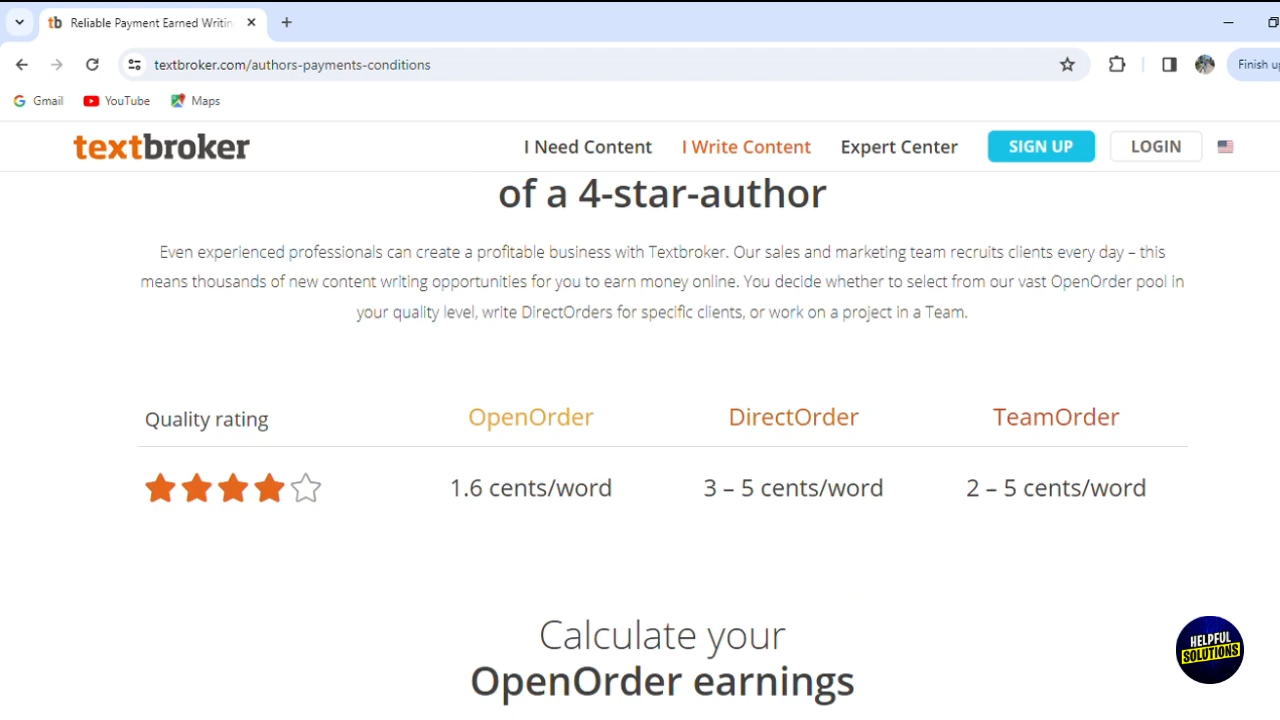 tb Reliable Payment Earned Writin
textbroker.com/authors-payments-conditions
Finish u
Gmail YouTube Maps
textbroker I Need Content I Write Content Expert Center SIGN UP LOGIN
of a 4-star-author
Even experienced professionals can create a profitable business with Textbroker. Our sales and marketing team recruits clients every day – this
means thousands of new content writing opportunities for you to earn money online. You decide whether to select from our vast OpenOrder pool in
your quality level, write DirectOrders for specific clients, or work on a project in a Team.
Quality rating OpenOrder DirectOrder TeamOrder
1.6 cents/word 3 – 5 cents/word 2 – 5 cents/word
Calculate your
OpenOrder earnings
HELPFUL
SOLUTIONS